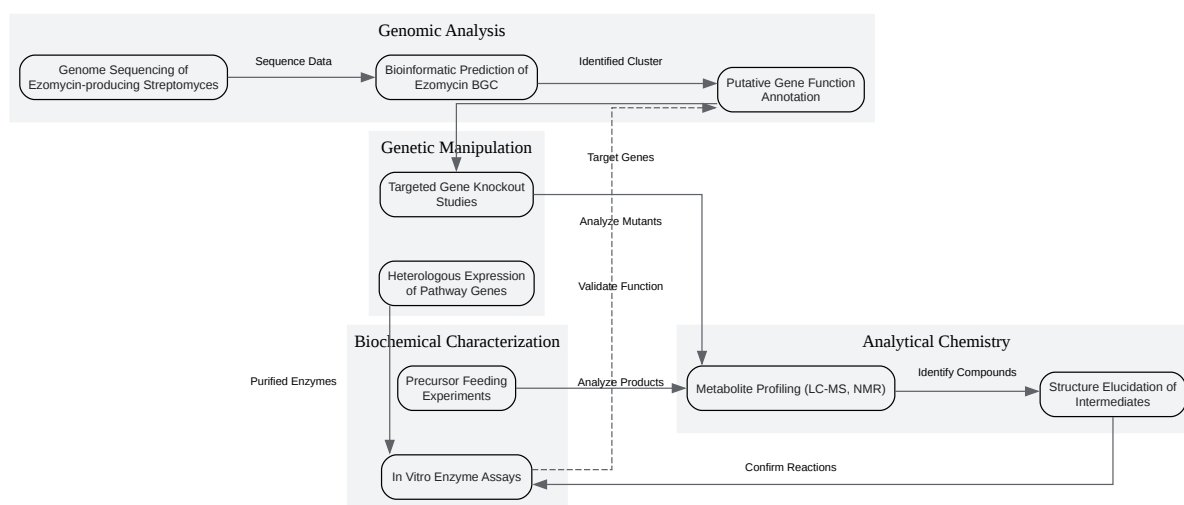 Genomic Analysis
Genome Sequencing of
Ezomycin-producing Streptomyces
Sequence Data
Bioinformatic Prediction of
Ezomycin BGC
Identified Cluster
Putative Gene Function
Annotation
Genetic Manipulation
Target Genes
Targeted Gene Knockout
Studies
Analyze Mutants
Heterologous Expression
of Pathway Genes
Validate Function
Biochemical Characterization
Analytical Chemistry
Purified Enzymes
Precursor Feeding
Experiments
Analyze Products
Metabolite Profiling (LC-MS, NMR)
Identify Compounds
Structure Elucidation of
Intermediates
In Vitro Enzyme Assays
Confirm Reactions